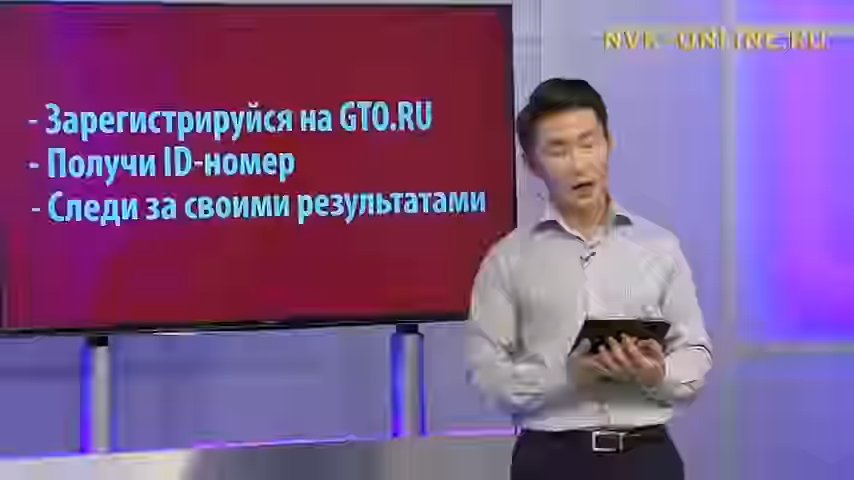 NVK-ONLINE.RU
- Зарегистрируйся на GTO.RU
- Получи ID-номер
- Следи за своими результатами